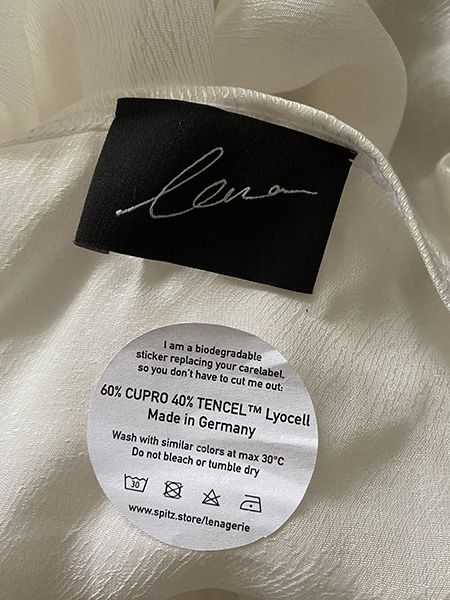 Lena
I am a biodegradable
sticker replacing your carelabel,
so you don't have to cut me out:
60% CUPRO 40% TENCEL™ Lyocell
Made in Germany
Wash with similar colors at max 30°C
Do not bleach or tumble dry
30
www.spitz.store/lenagerie